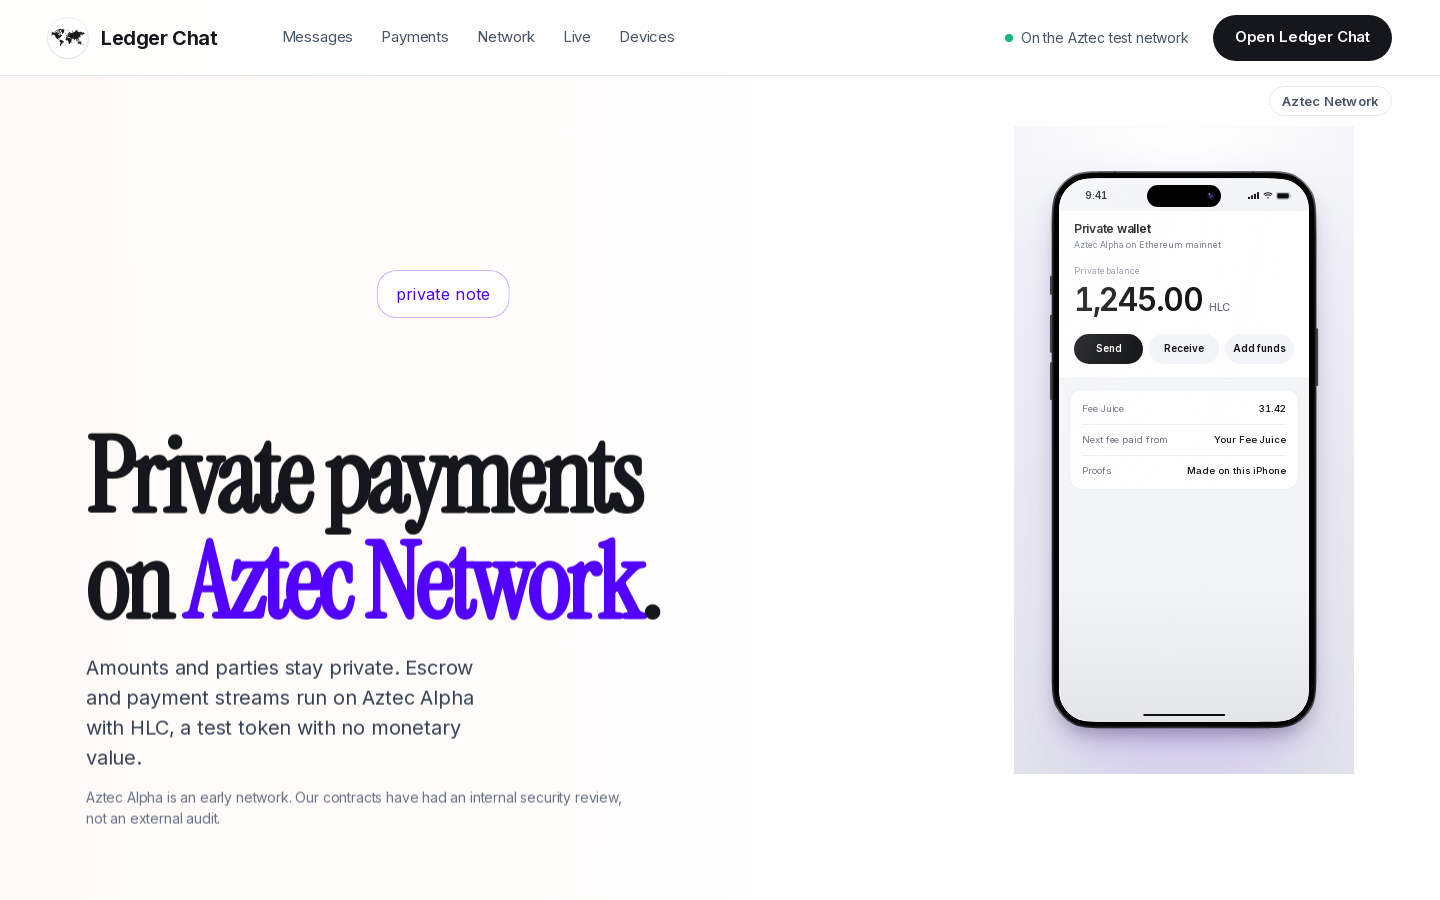 Ledger Chat
Messages
Payments
Network
Live
Devices
On the Aztec test network
Open Ledger Chat
Aztec Network
private note
Private payments
on Aztec Network.
Amounts and parties stay private. Escrow
and payment streams run on Aztec Alpha
with HLC, a test token with no monetary
value.
Aztec Alpha is an early network. Our contracts have had an internal security review,
not an external audit.
9:41
Private wallet
Aztec Alpha on Ethereum mainnet
Private balance
1,245.00 HLC
Send
Receive
Add funds
Fee Juice
31.42
Next fee paid from
Your Fee Juice
Proofs
Made on this iPhone